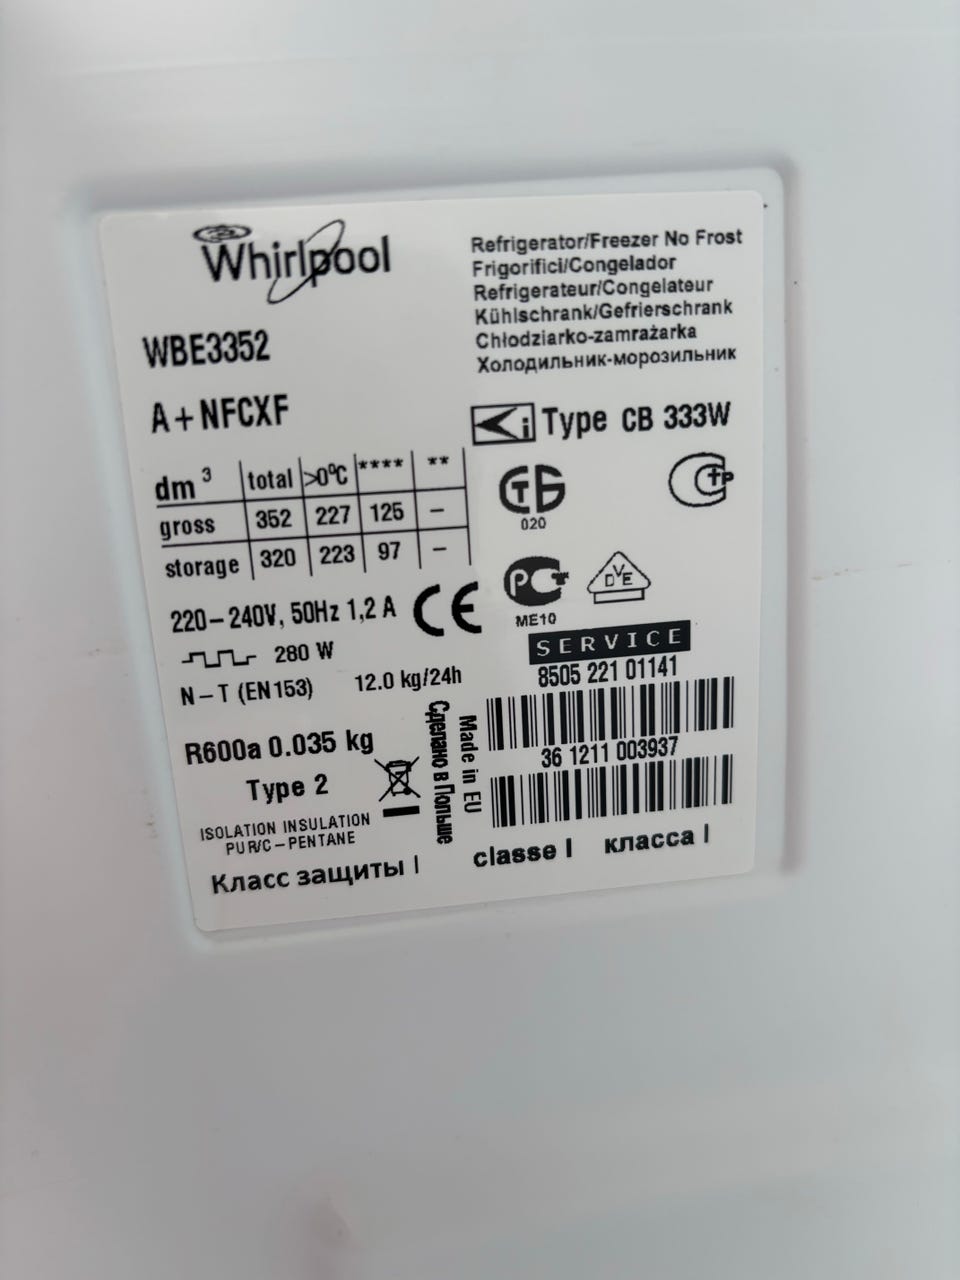 Whirlpool
WBE3352
A+NFCXF
Refrigerator/Freezer No Frost
Frigorifici/Congelador
Refrigerateur/Congelateur
Kühlschrank/Gefrierschrank
Chłodziarko-zamrażarka
Холодильник-морозильник
i Type CB 333W
dm³ total >0°C **** **
gross 352 227 125 –
storage 320 223 97 –
СТБ
020
PCT
ME10
DVE
220–240V, 50Hz 1,2 A CE
280 W
N–T (EN153) 12.0 kg/24h
SERVICE
8505 221 01141
36 1211 003937
R600a 0.035 kg
Type 2
Made in EU
Сделано в Польше
ISOLATION INSULATION
PUR/C–PENTANE
Класс защиты I classe I класса I